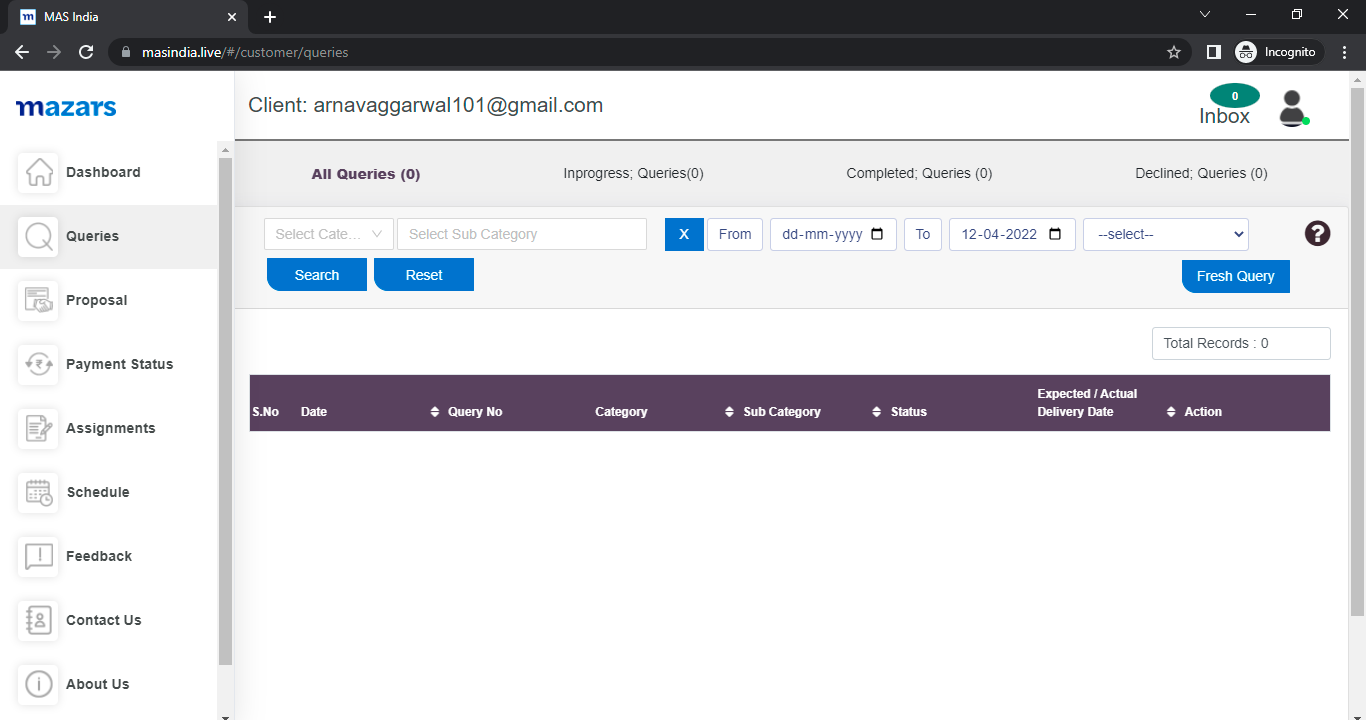 MAS India
masindia.live/#/customer/queries
Incognito
mazars
Client: arnavaggarwal101@gmail.com
0
Inbox
Dashboard
Queries
Proposal
Payment Status
Assignments
Schedule
Feedback
Contact Us
About Us
All Queries (0)
Inprogress; Queries(0)
Completed; Queries (0)
Declined; Queries (0)
Select Cate...
Select Sub Category
X
From
dd-mm-yyyy
To
12-04-2022
--select--
?
Search
Reset
Fresh Query
Total Records : 0
S.No
Date
Query No
Category
Sub Category
Status
Expected / Actual
Delivery Date
Action